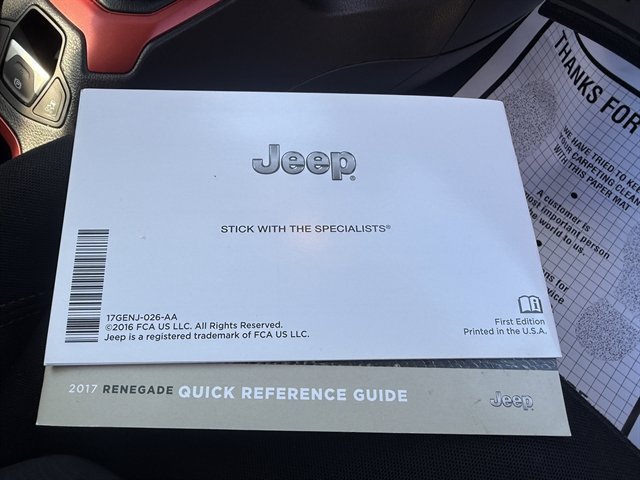 Jeep®
STICK WITH THE SPECIALISTS®
17GENJ-026-AA
©2016 FCA US LLC. All Rights Reserved.
Jeep is a registered trademark of FCA US LLC.
First Edition
Printed in the U.S.A.
2017 RENEGADE QUICK REFERENCE GUIDE
Jeep
THANKS FOR
WE HAVE TRIED TO KEEP
YOUR CARPETING CLEAN
WITH THIS PAPER MAT
A customer is
most important person
the world to us.
for